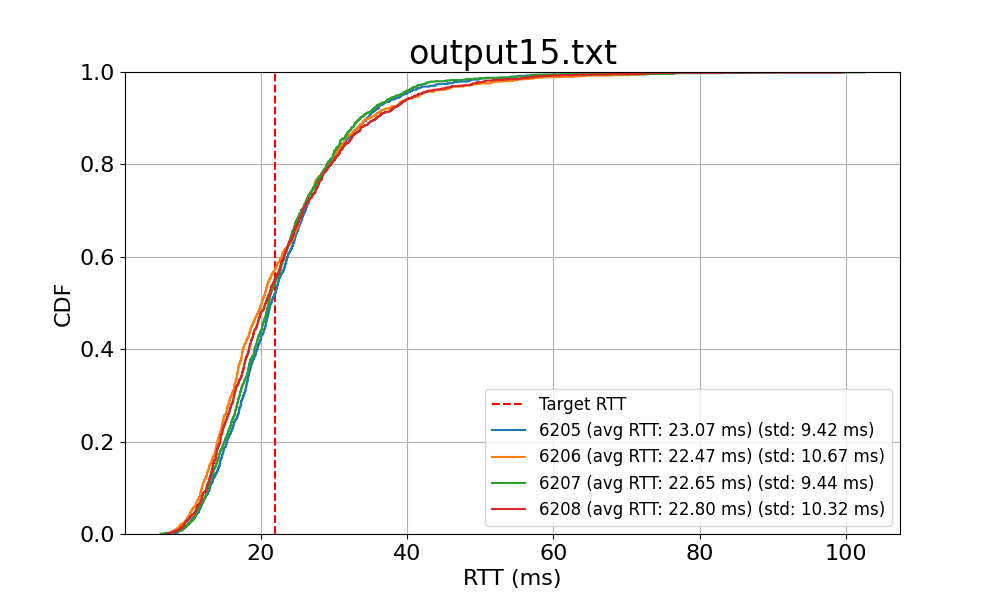 output15.txt
1.0
0.8
0.6
0.4
0.2
0.0
CDF
Target RTT
6205 (avg RTT: 23.07 ms) (std: 9.42 ms)
6206 (avg RTT: 22.47 ms) (std: 10.67 ms)
6207 (avg RTT: 22.65 ms) (std: 9.44 ms)
6208 (avg RTT: 22.80 ms) (std: 10.32 ms)
20 40 60 80 100
RTT (ms)